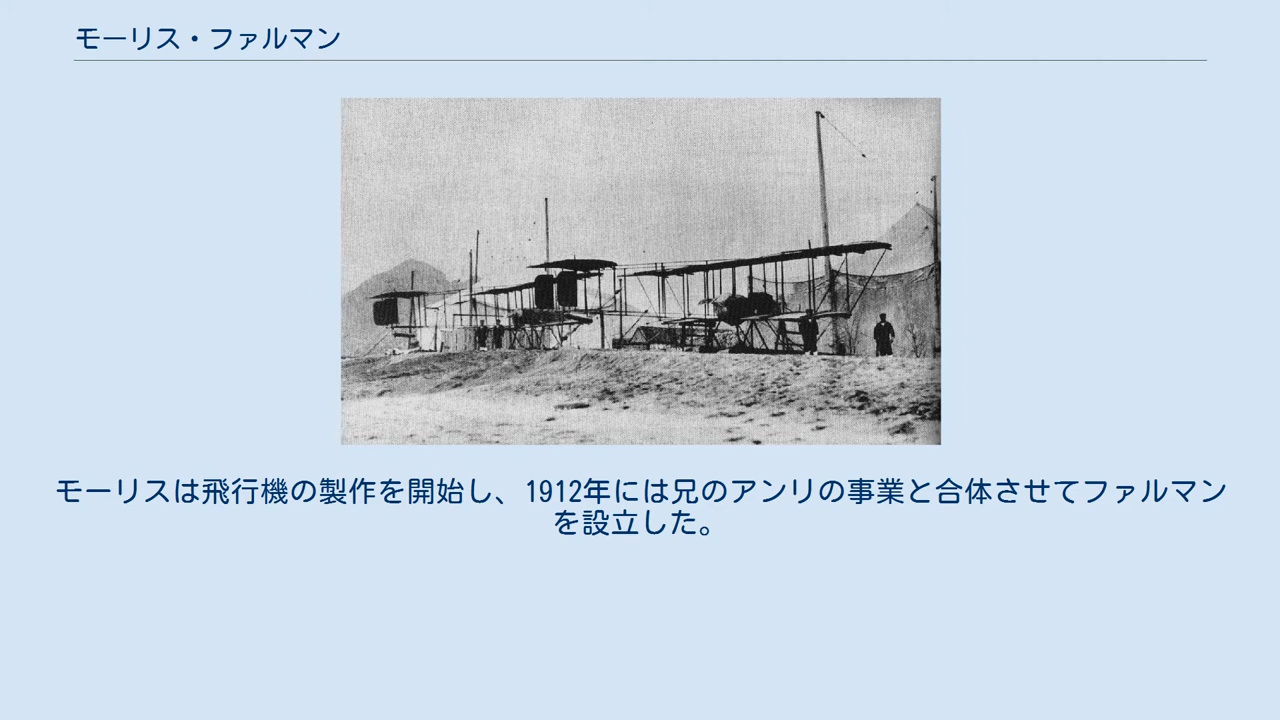 モーリス・ファルマン
モーリスは飛行機の製作を開始し、1912年には兄のアンリの事業と合体させてファルマン
を設立した。